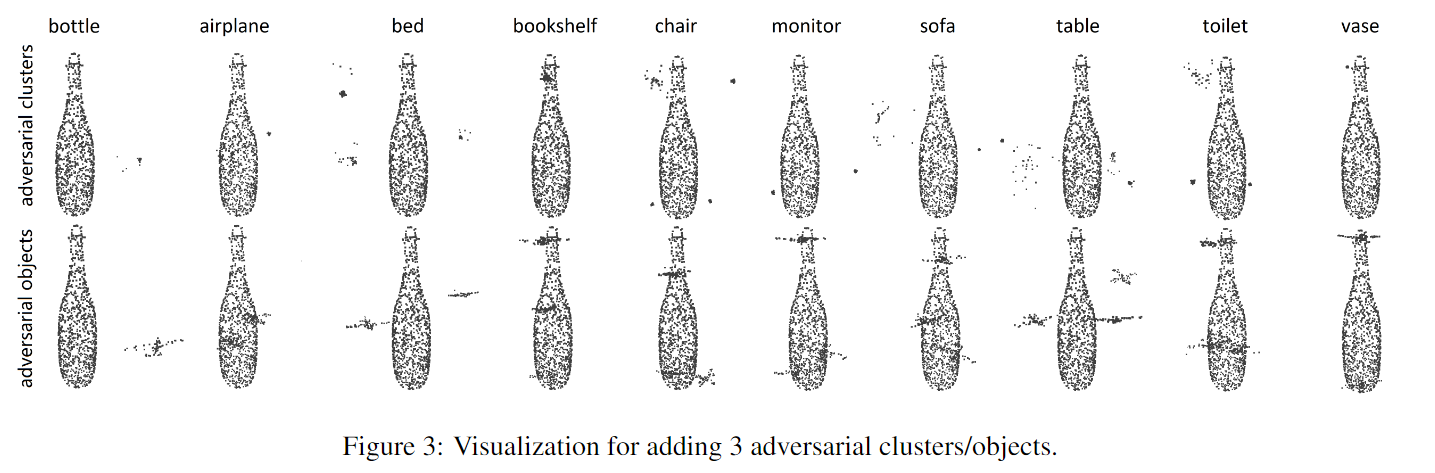 bottle airplane bed bookshelf chair monitor sofa table toilet vase
adversarial clusters
adversarial objects
Figure 3: Visualization for adding 3 adversarial clusters/objects.